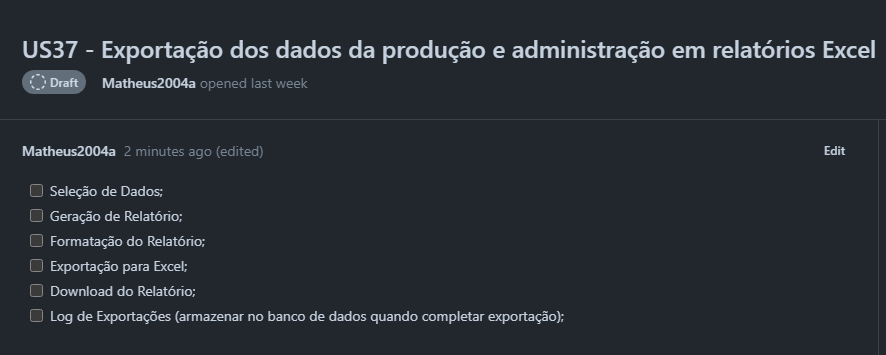 US37 - Exportação dos dados da produção e administração em relatórios Excel
Draft Matheus2004a opened last week
Matheus2004a 2 minutes ago (edited) Edit
Seleção de Dados;
Geração de Relatório;
Formatação do Relatório;
Exportação para Excel;
Download do Relatório;
Log de Exportações (armazenar no banco de dados quando completar exportação);